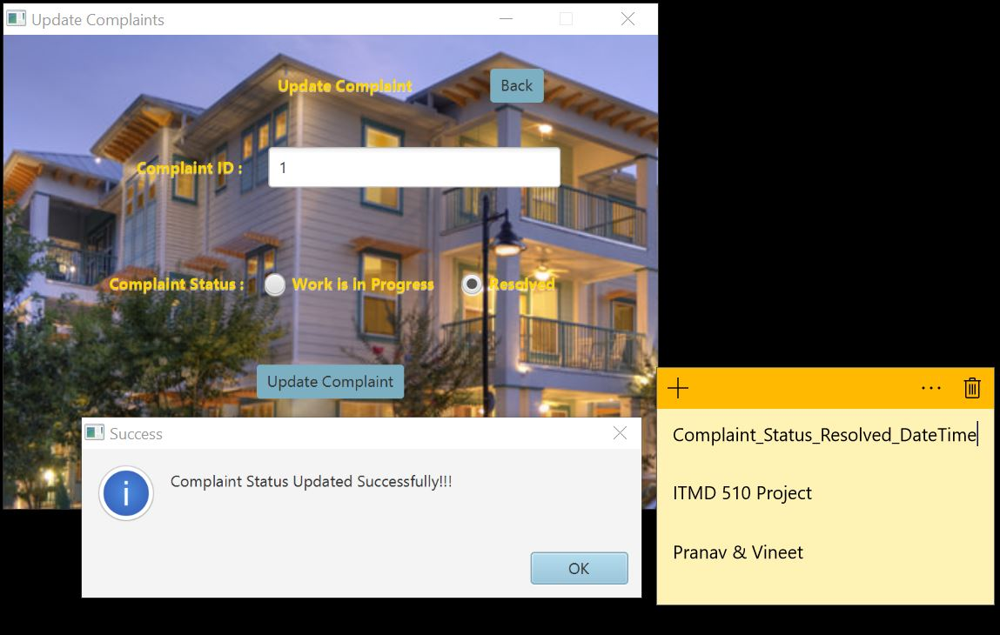 Update Complaints
Update Complaint
Back
Complaint ID :
1
Complaint Status :
Work is in Progress
Resolved
Update Complaint
Success
Complaint Status Updated Successfully!!!
OK
Complaint_Status_Resolved_DateTime
ITMD 510 Project
Pranav & Vineet